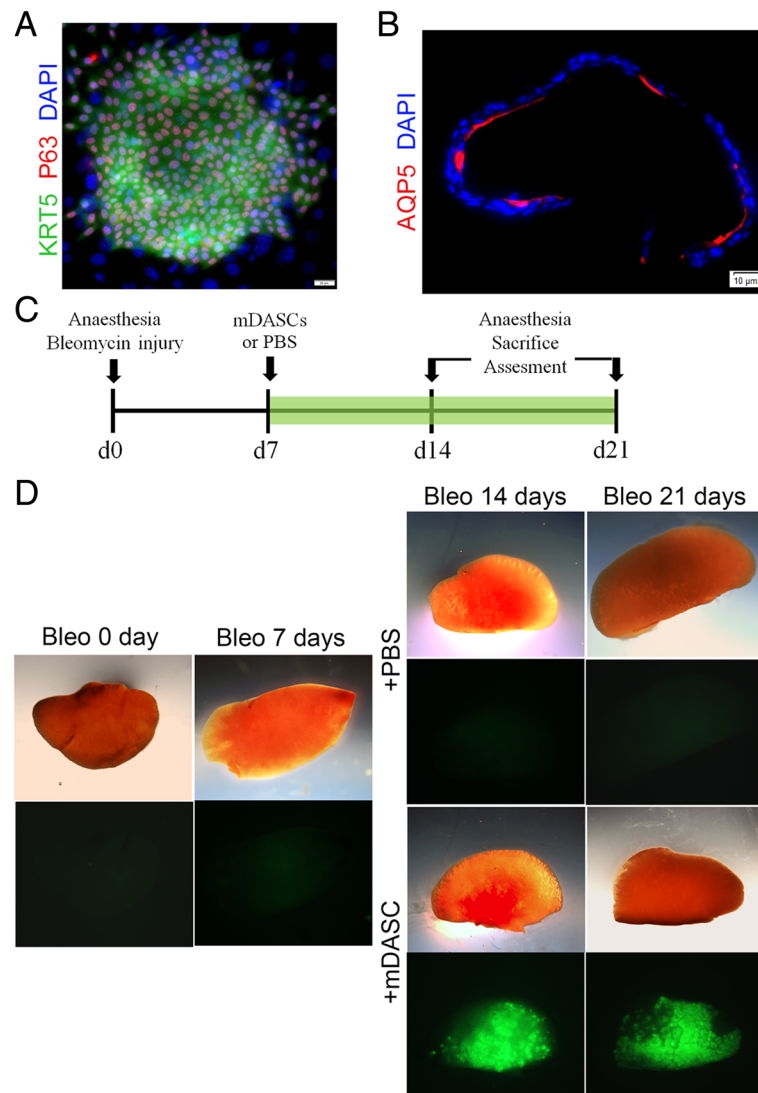 A
KRT5 P63 DAPI
B
AQP5 DAPI
10 μm
C
Anaesthesia
Bleomycin injury
mDASCs
or PBS
Anaesthesia
Sacrifice
Assesment
d0
d7
d14
d21
D
Bleo 14 days
Bleo 21 days
Bleo 0 day
Bleo 7 days
+PBS
+mDASC